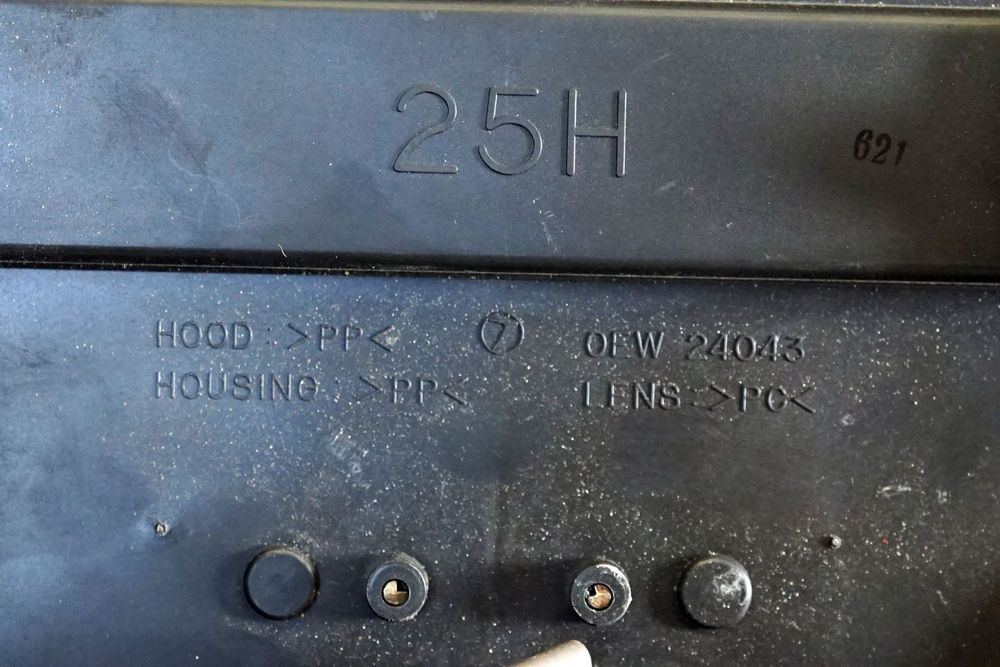 25H
621
HOOD : >PP< ⑦ OEW 24043
HOUSING : >PP< LENS : >PC<